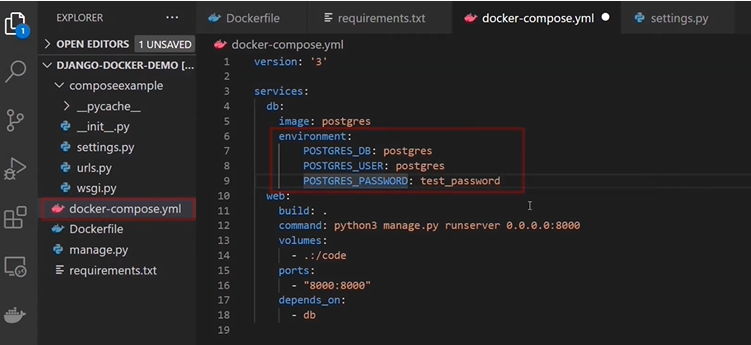 EXPLORER ...
OPEN EDITORS 1 UNSAVED
DJANGO-DOCKER-DEMO [...
composeexample
__pycache__
__init__.py
settings.py
urls.py
wsgi.py
docker-compose.yml
Dockerfile
manage.py
requirements.txt
1
Dockerfile requirements.txt docker-compose.yml settings.py
docker-compose.yml
1 version: '3'
2
3 services:
4 db:
5 image: postgres
6 environment:
7 POSTGRES_DB: postgres
8 POSTGRES_USER: postgres
9 POSTGRES_PASSWORD: test_password
10 web:
11 build: .
12 command: python3 manage.py runserver 0.0.0.0:8000
13 volumes:
14 - .:/code
15 ports:
16 - "8000:8000"
17 depends_on:
18 - db
19